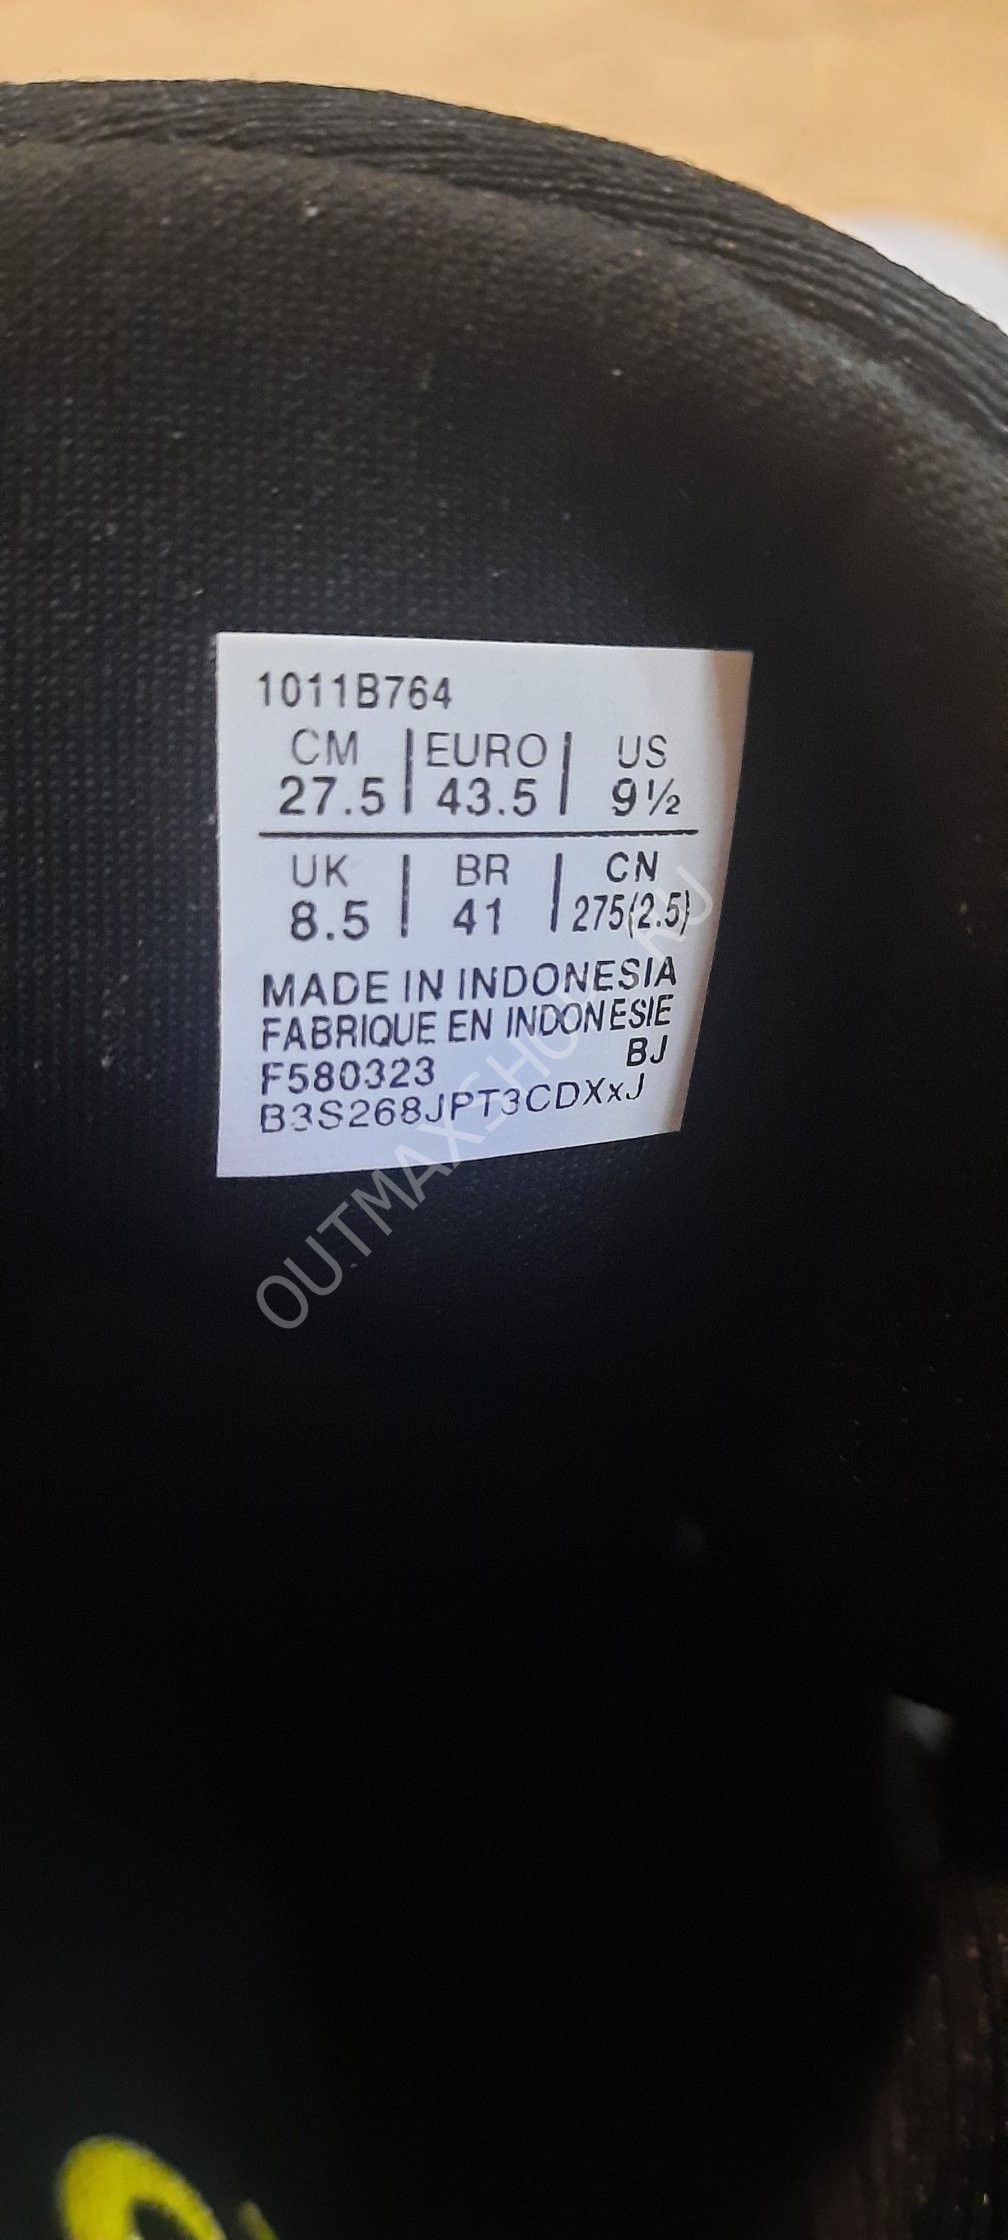 1011B764
CM | EURO | US
27.5 | 43.5 | 9½
UK | BR | CN
8.5 | 41 | 275(2.5)
MADE IN INDONESIA
FABRIQUE EN INDONESIE
BJ
F580323
B3S268JPT3CDXxJ
OUTMAXSHOP.RU